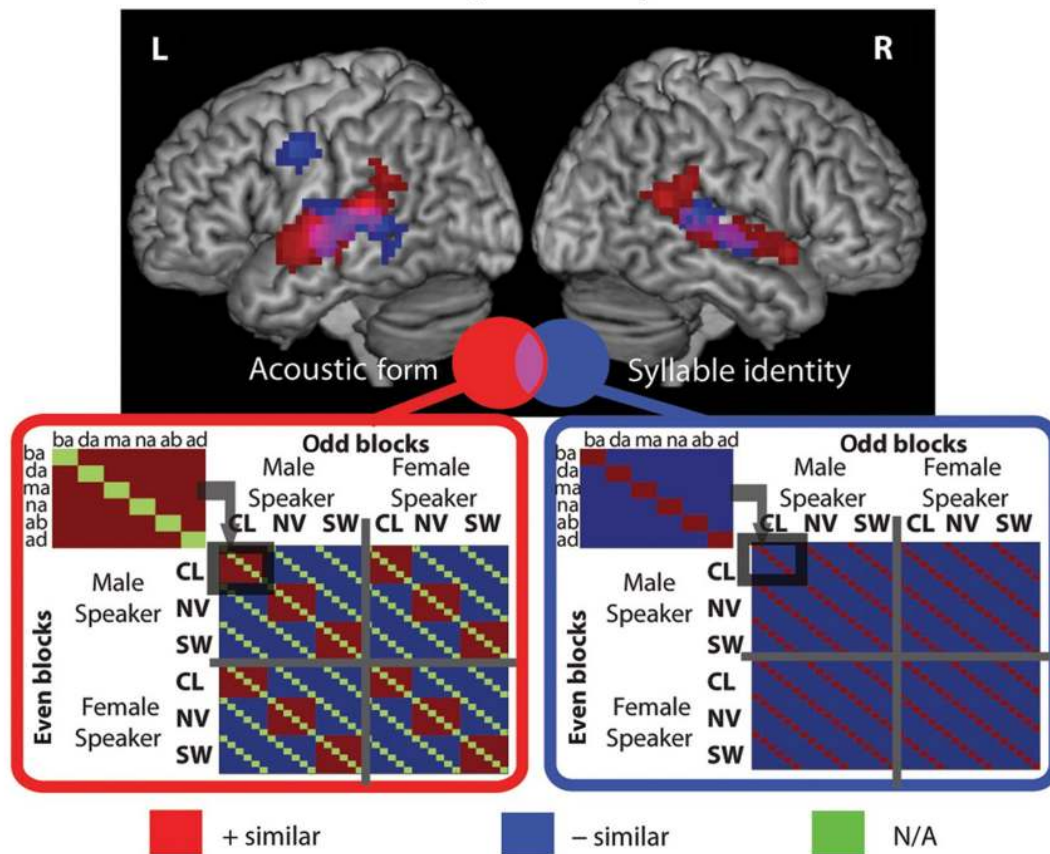 L
R
Acoustic form
Syllable identity
ba da ma na ab ad
ba
da
ma
na
ab
ad
Odd blocks
Male Speaker
Female Speaker
CL NV SW CL NV SW
Even blocks
Male Speaker
CL
NV
SW
Female Speaker
CL
NV
SW
ba da ma na ab ad
ba
da
ma
na
ab
ad
Odd blocks
Male Speaker
Female Speaker
CL NV SW CL NV SW
Even blocks
Male Speaker
CL
NV
SW
Female Speaker
CL
NV
SW
+ similar
– similar
N/A